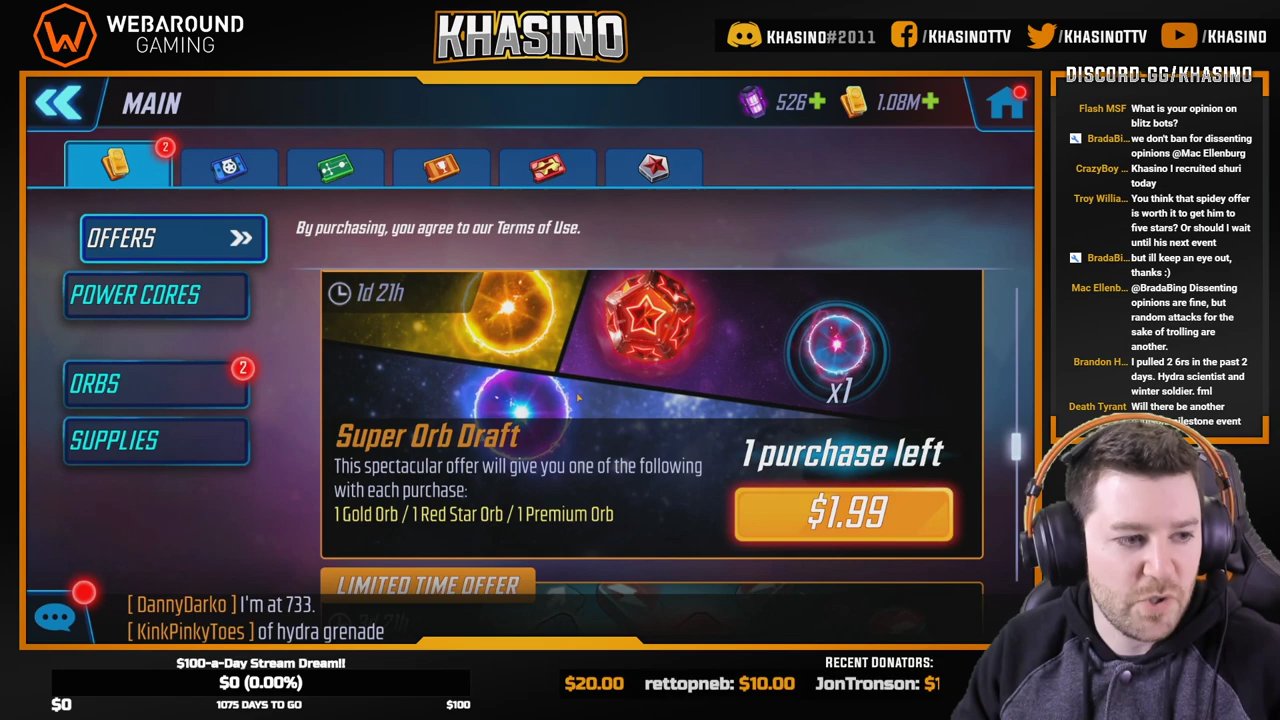 WEBAROUND
GAMING
KHASINO
KHASINO#2011
/KHASINOTTV
/KHASINOTTV
/KHASINO
DISCORD.GG/KHASINO
MAIN
526
1.08M
2
OFFERS
POWER CORES
ORBS
2
SUPPLIES
By purchasing, you agree to our Terms of Use.
1d 21h
x1
Super Orb Draft
This spectacular offer will give you one of the following
with each purchase:
1 Gold Orb / 1 Red Star Orb / 1 Premium Orb
1 purchase left
$1.99
LIMITED TIME OFFER
[ DannyDarko ] I'm at 733.
[ KinkPinkyToes ] of hydra grenade
Flash MSF What is your opinion on
blitz bots?
BradaBi... we don't ban for dissenting
opinions @Mac Ellenburg
CrazyBoy ... Khasino I recruited shuri
today
Troy Willia... You think that spidey offer
is worth it to get him to
five stars? Or should I wait
until his next event
BradaBi... but ill keep an eye out,
thanks :)
Mac Ellenb... @BradaBing Dissenting
opinions are fine, but
random attacks for the
sake of trolling are
another.
Brandon H... I pulled 2 6rs in the past 2
days. Hydra scientist and
winter soldier. fml
Death Tyrant Will there be another
milestone event
$100-a-Day Stream Dream!!
$0 (0.00%)
$0
1075 DAYS TO GO
$100
RECENT DONATORS:
$20.00 rettopneb: $10.00 JonTronson: $1